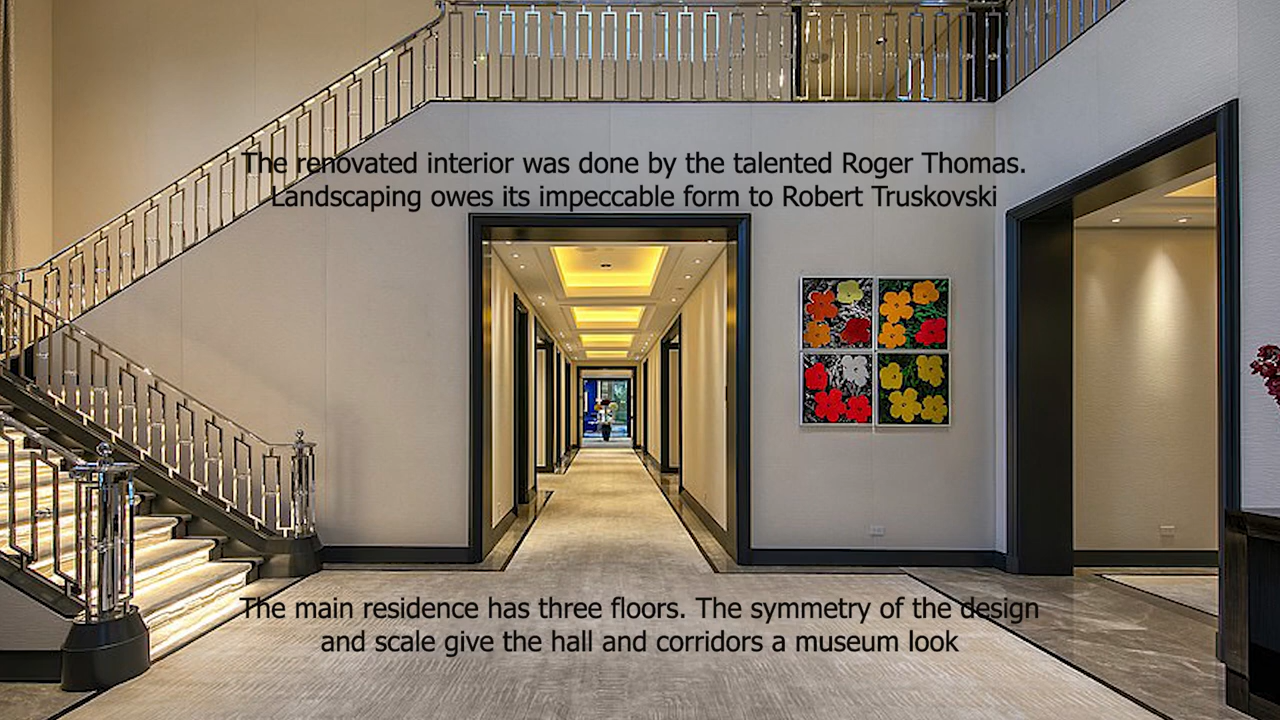 The renovated interior was done by the talented Roger Thomas.
Landscaping owes its impeccable form to Robert Truskovski
The main residence has three floors. The symmetry of the design
and scale give the hall and corridors a museum look